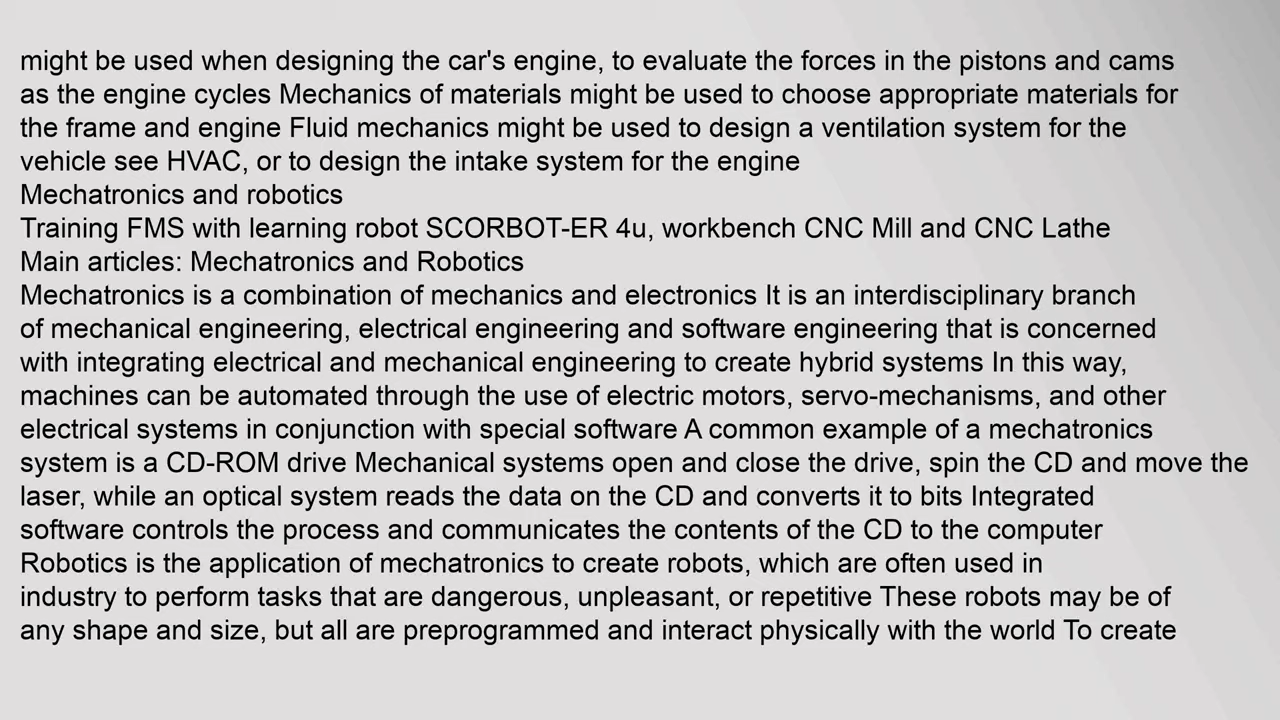 might be used when designing the car's engine, to evaluate the forces in the pistons and cams
as the engine cycles Mechanics of materials might be used to choose appropriate materials for
the frame and engine Fluid mechanics might be used to design a ventilation system for the
vehicle see HVAC, or to design the intake system for the engine
Mechatronics and robotics
Training FMS with learning robot SCORBOT-ER 4u, workbench CNC Mill and CNC Lathe
Main articles: Mechatronics and Robotics
Mechatronics is a combination of mechanics and electronics It is an interdisciplinary branch
of mechanical engineering, electrical engineering and software engineering that is concerned
with integrating electrical and mechanical engineering to create hybrid systems In this way,
machines can be automated through the use of electric motors, servo-mechanisms, and other
electrical systems in conjunction with special software A common example of a mechatronics
system is a CD-ROM drive Mechanical systems open and close the drive, spin the CD and move the
laser, while an optical system reads the data on the CD and converts it to bits Integrated
software controls the process and communicates the contents of the CD to the computer
Robotics is the application of mechatronics to create robots, which are often used in
industry to perform tasks that are dangerous, unpleasant, or repetitive These robots may be of
any shape and size, but all are preprogrammed and interact physically with the world To create